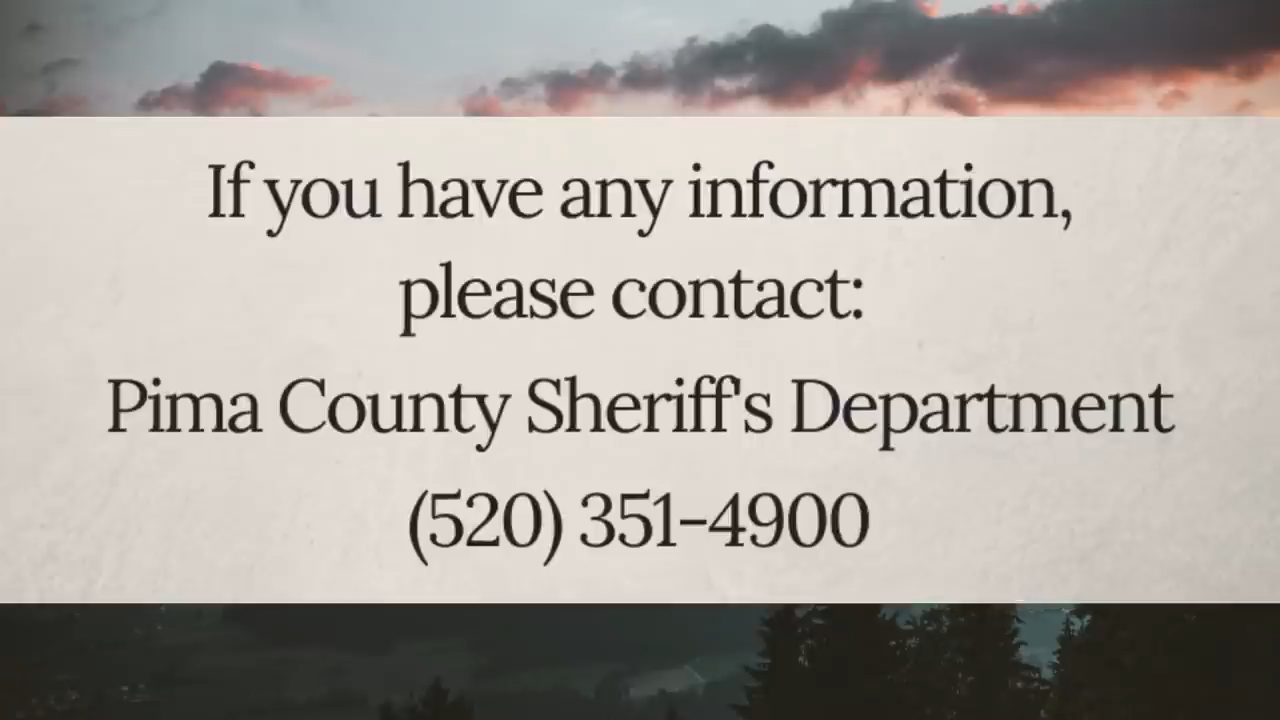 If you have any information,
please contact:
Pima County Sheriff's Department
(520) 351-4900